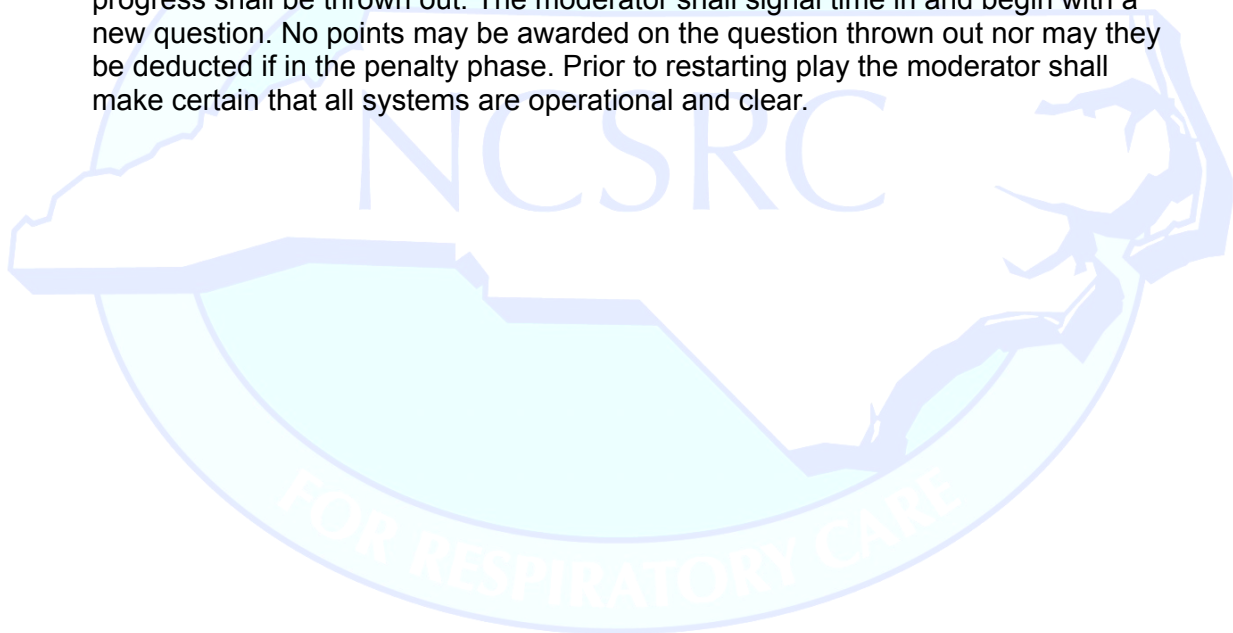 progress shall be thrown out. The moderator shall signal time in and begin with a
new question. No points may be awarded on the question thrown out nor may they
be deducted if in the penalty phase. Prior to restarting play the moderator shall
make certain that all systems are operational and clear.
NCSRC
FOR RESPIRATORY CARE